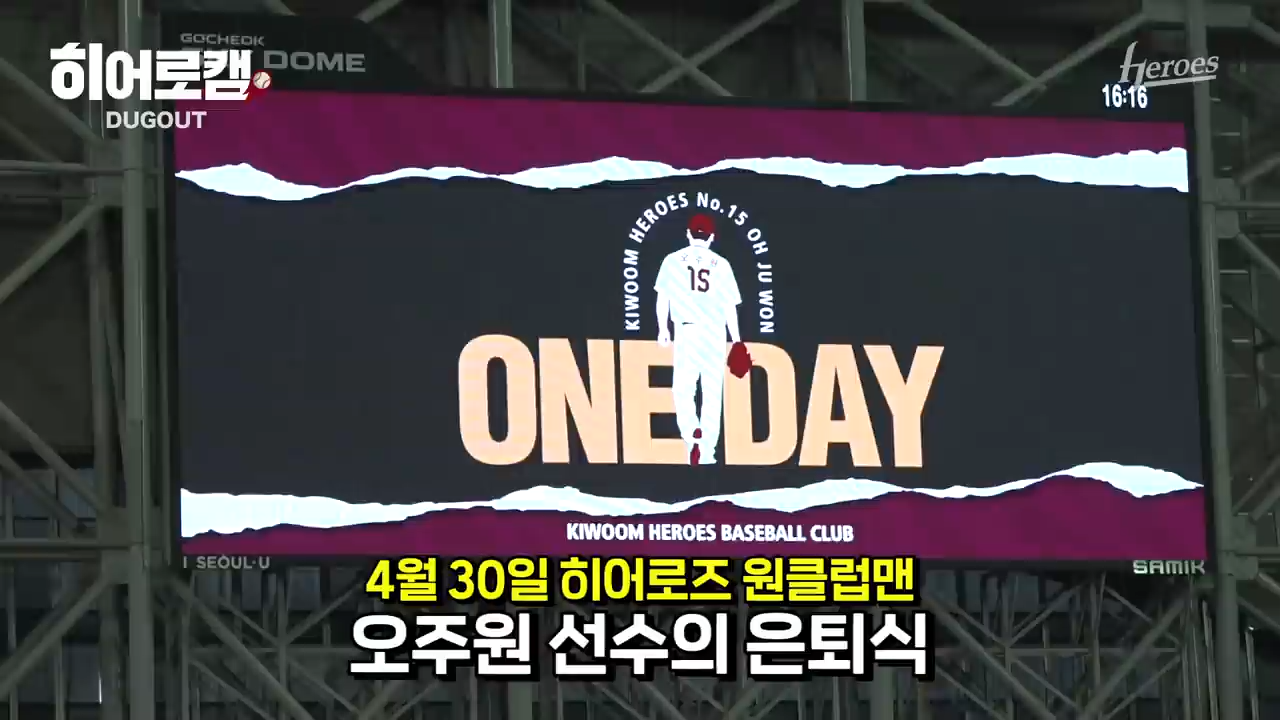 GOCHEOK
DOME
히어로캠
DUGOUT
Heroes
16:16
KIWOOM HEROES No.15 OH JU WON
15
ONE DAY
KIWOOM HEROES BASEBALL CLUB
I SEOUL·U
SAMIK
4월 30일 히어로즈 원클럽맨
오주원 선수의 은퇴식